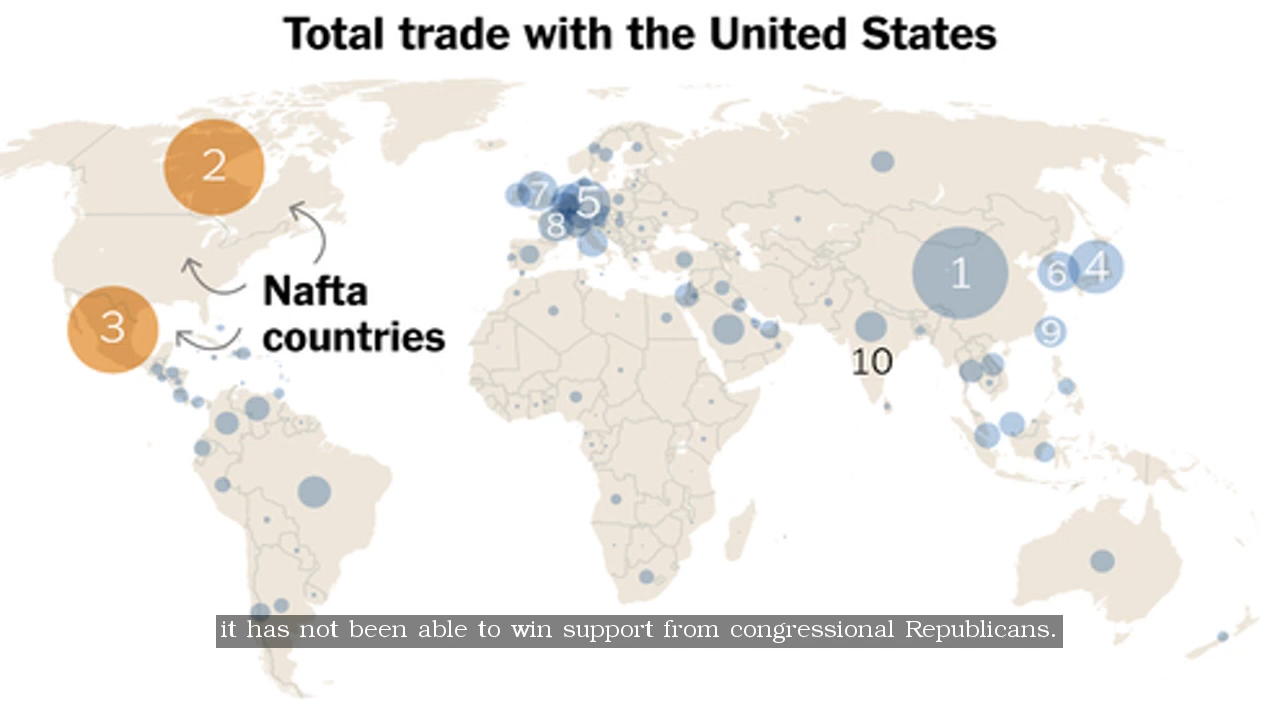 Total trade with the United States
2
7
5
8
1
6
4
Nafta
countries
3
9
10
it has not been able to win support from congressional Republicans.